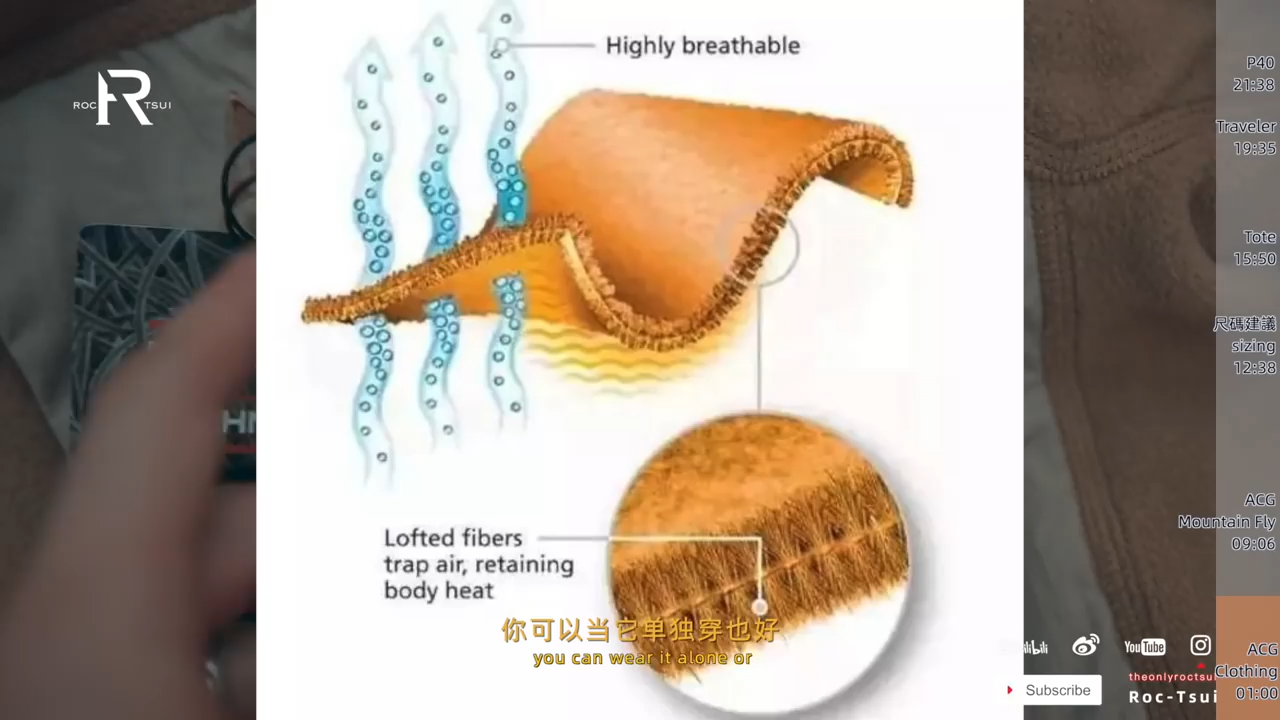 ROC R TSUI
Highly breathable
Lofted fibers
trap air, retaining
body heat
你可以当它单独穿也好
you can wear it alone or
P40
21:38
Traveler
19:35
Tote
15:50
尺碼建議
sizing
12:38
ACG
Mountain Fly
09:06
ACG
Clothing
01:00
YouTube
theonlyroctsui
Subscribe
Roc-Tsui